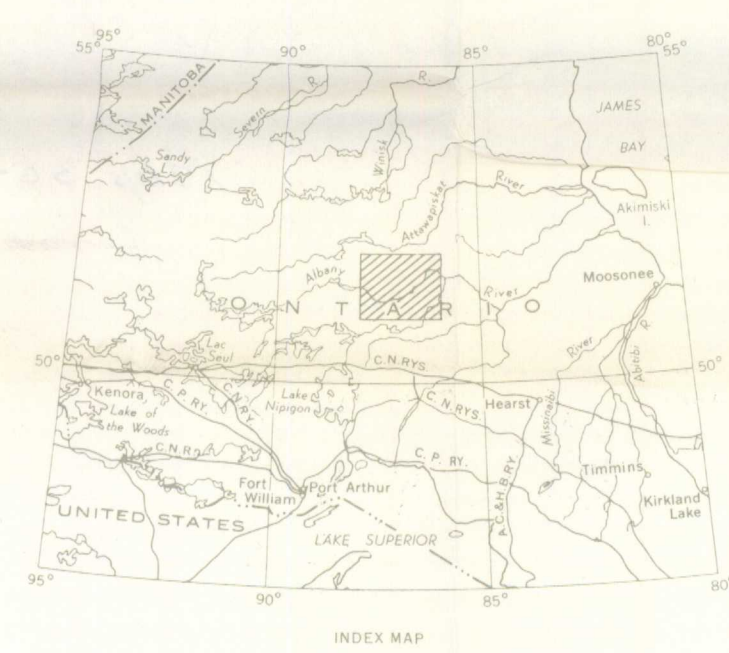 95°
55°
90°
85°
80°
55°
MANITOBA
Severn R.
R.
JAMES
BAY
Sandy
L.
Winisk
Attawapiskat River
Akimiski
I.
Albany River
Moosonee
ONTARIO
Lac
Seul
River
Abitibi R.
50°
C.N.RYS.
50°
Kenora
C.P.RY.
C.N.RY
Lake
Nipigon
C.N.RYS.
Hearst
Missinaibi
Lake of
the Woods
C.N.R.
C.P.RY.
Timmins
Fort
William
Port Arthur
A.C.&H.B.RY.
Kirkland
Lake
UNITED STATES
LAKE SUPERIOR
95°
90°
85°
80°
INDEX MAP